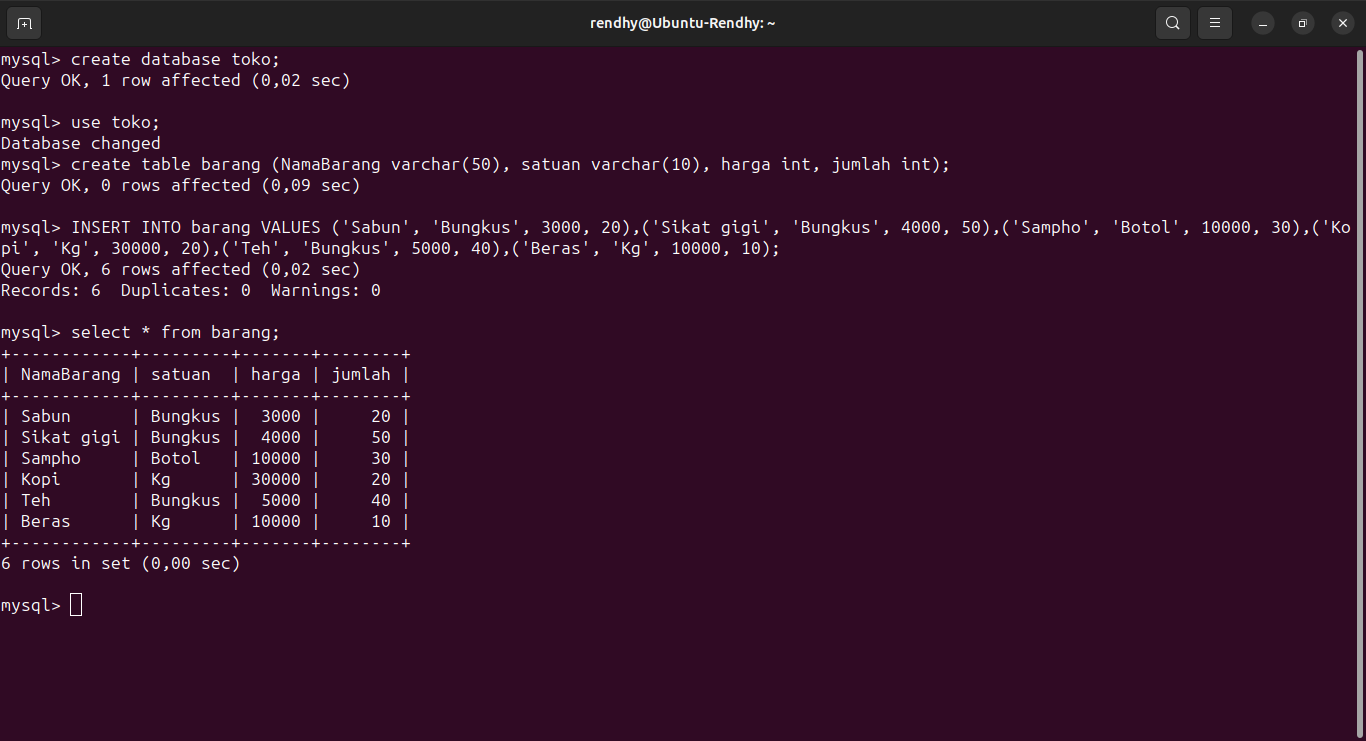 rendhy@Ubuntu-Rendhy: ~
mysql> create database toko;
Query OK, 1 row affected (0,02 sec)
mysql> use toko;
Database changed
mysql> create table barang (NamaBarang varchar(50), satuan varchar(10), harga int, jumlah int);
Query OK, 0 rows affected (0,09 sec)
mysql> INSERT INTO barang VALUES ('Sabun', 'Bungkus', 3000, 20),('Sikat gigi', 'Bungkus', 4000, 50),('Sampho', 'Botol', 10000, 30),('Ko
pi', 'Kg', 30000, 20),('Teh', 'Bungkus', 5000, 40),('Beras', 'Kg', 10000, 10);
Query OK, 6 rows affected (0,02 sec)
Records: 6  Duplicates: 0  Warnings: 0
mysql> select * from barang;
+------------+---------+-------+--------+
| NamaBarang | satuan  | harga | jumlah |
+------------+---------+-------+--------+
| Sabun      | Bungkus |  3000 |     20 |
| Sikat gigi | Bungkus |  4000 |     50 |
| Sampho     | Botol   | 10000 |     30 |
| Kopi       | Kg      | 30000 |     20 |
| Teh        | Bungkus |  5000 |     40 |
| Beras      | Kg      | 10000 |     10 |
+------------+---------+-------+--------+
6 rows in set (0,00 sec)
mysql>